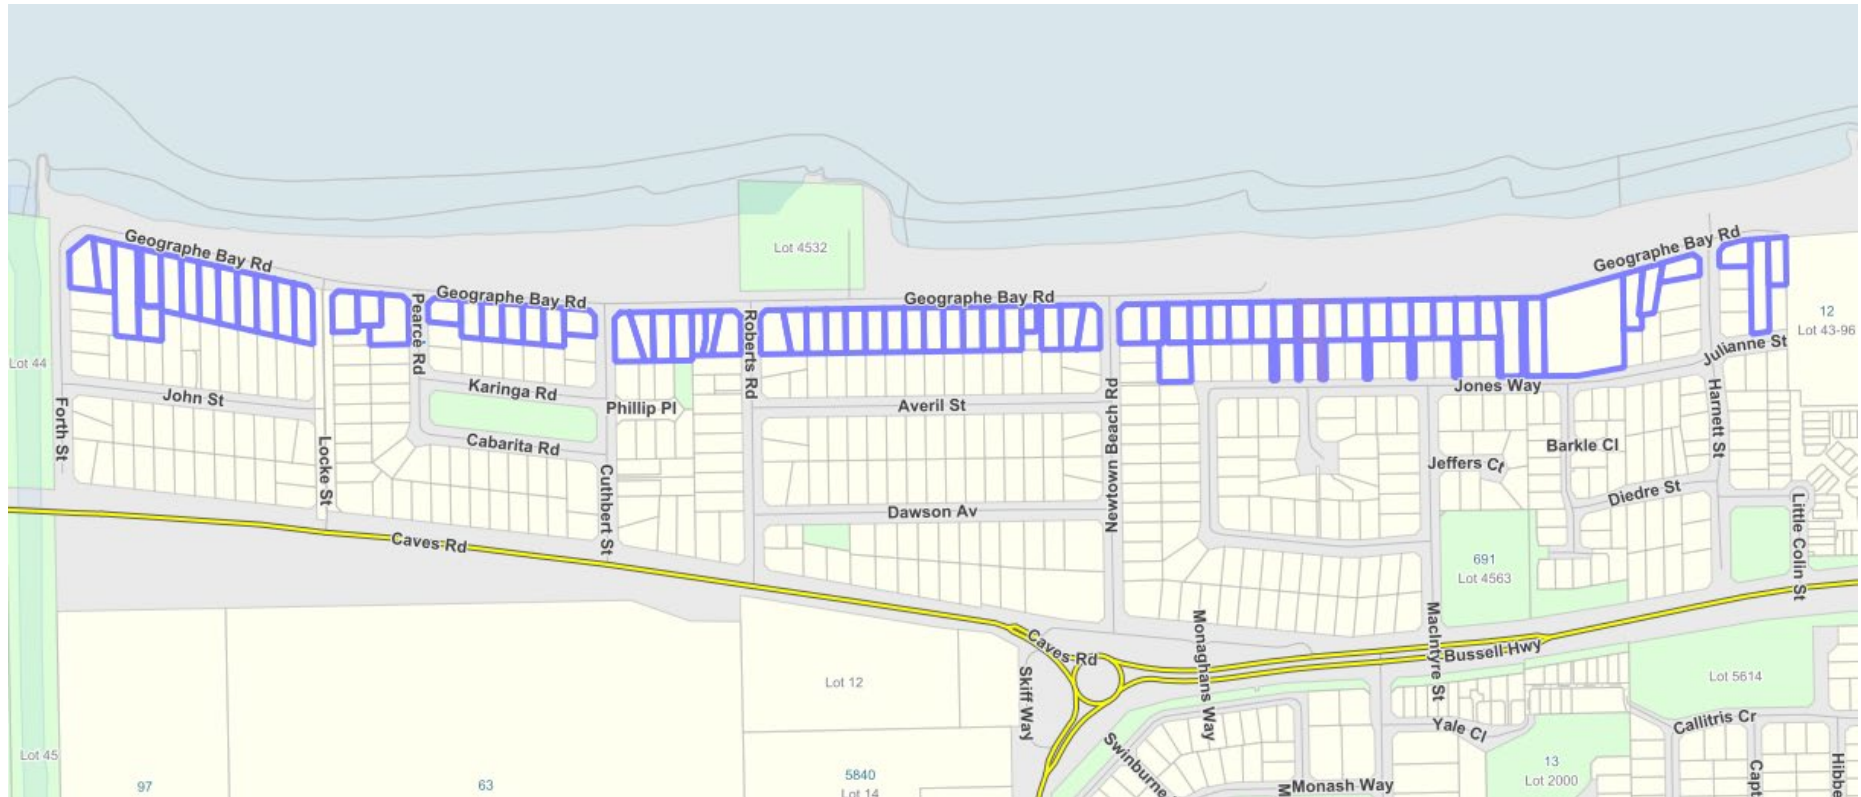 Geographe Bay Rd
Geographe Bay Rd
Geographe Bay Rd
Geographe Bay Rd
Lot 4532
12
Lot 43-96
Lot 44
John St
Forth St
Locke St
Pearce Rd
Karinga Rd
Cabarita Rd
Cuthbert St
Phillip Pl
Roberts Rd
Averil St
Dawson Av
Newtown Beach Rd
Jones Way
Julianne St
Harnett St
Barkle Cl
Jeffers Ct
Diedre St
Little Colin St
691
Lot 4563
Caves Rd
Caves Rd
Bussell Hwy
MacIntyre St
Monaghans Way
Skiff Way
Lot 12
Lot 5614
Callitris Cr
Yale Cl
Swinburne
Monash Way
M
13
Lot 2000
Capt
Hibbe
Lot 45
97
63
5840
Lot 14